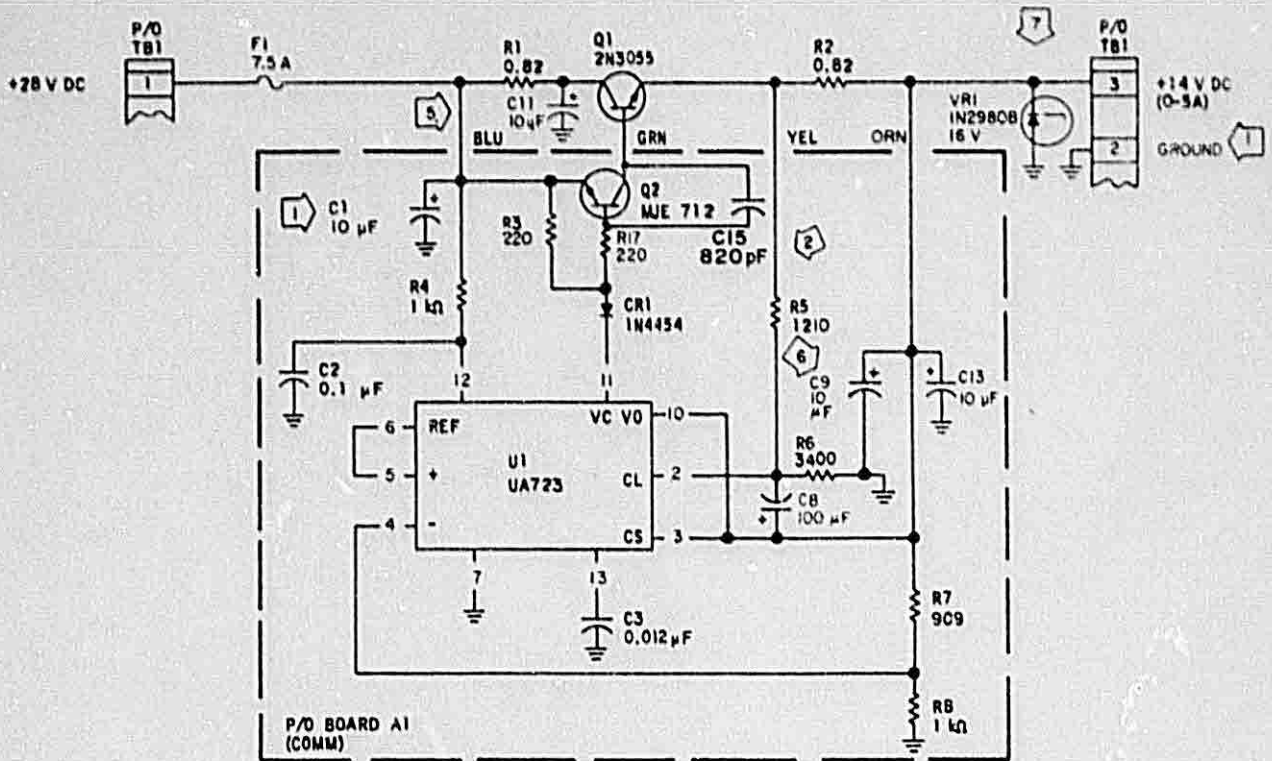 P/O
TB1
1
+28 V DC
F1
7.5 A
R1
0.82
C11
10 µF
Q1
2N3055
R2
0.82
7
P/O
TB1
3
+14 V DC
(0-5A)
VR1
1N2980B
16 V
2
GROUND
1
5
BLU
GRN
YEL
ORN
1
C1
10 µF
Q2
MJE 712
R3
220
R17
220
C15
820pF
2
R4
1 kΩ
CR1
1N4454
R5
1210
6
C2
0.1 µF
12
11
C9
10
µF
C13
10 µF
6
REF
VC
VO
10
5
+
U1
UA723
CL
2
R6
3400
4
-
C8
100 µF
CS
3
7
13
C3
0.012µF
R7
909
R8
1 kΩ
P/O BOARD A1
(COMM)